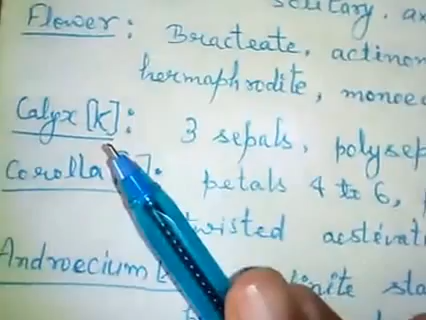 solitary, ax
Flower: Bracteate, actinom
hermaphrodite, monoec
Calyx [K]: 3 sepals, polysep
Corolla ]: petals 4 to 6,
twisted aestivati
Androecium [ inite sta